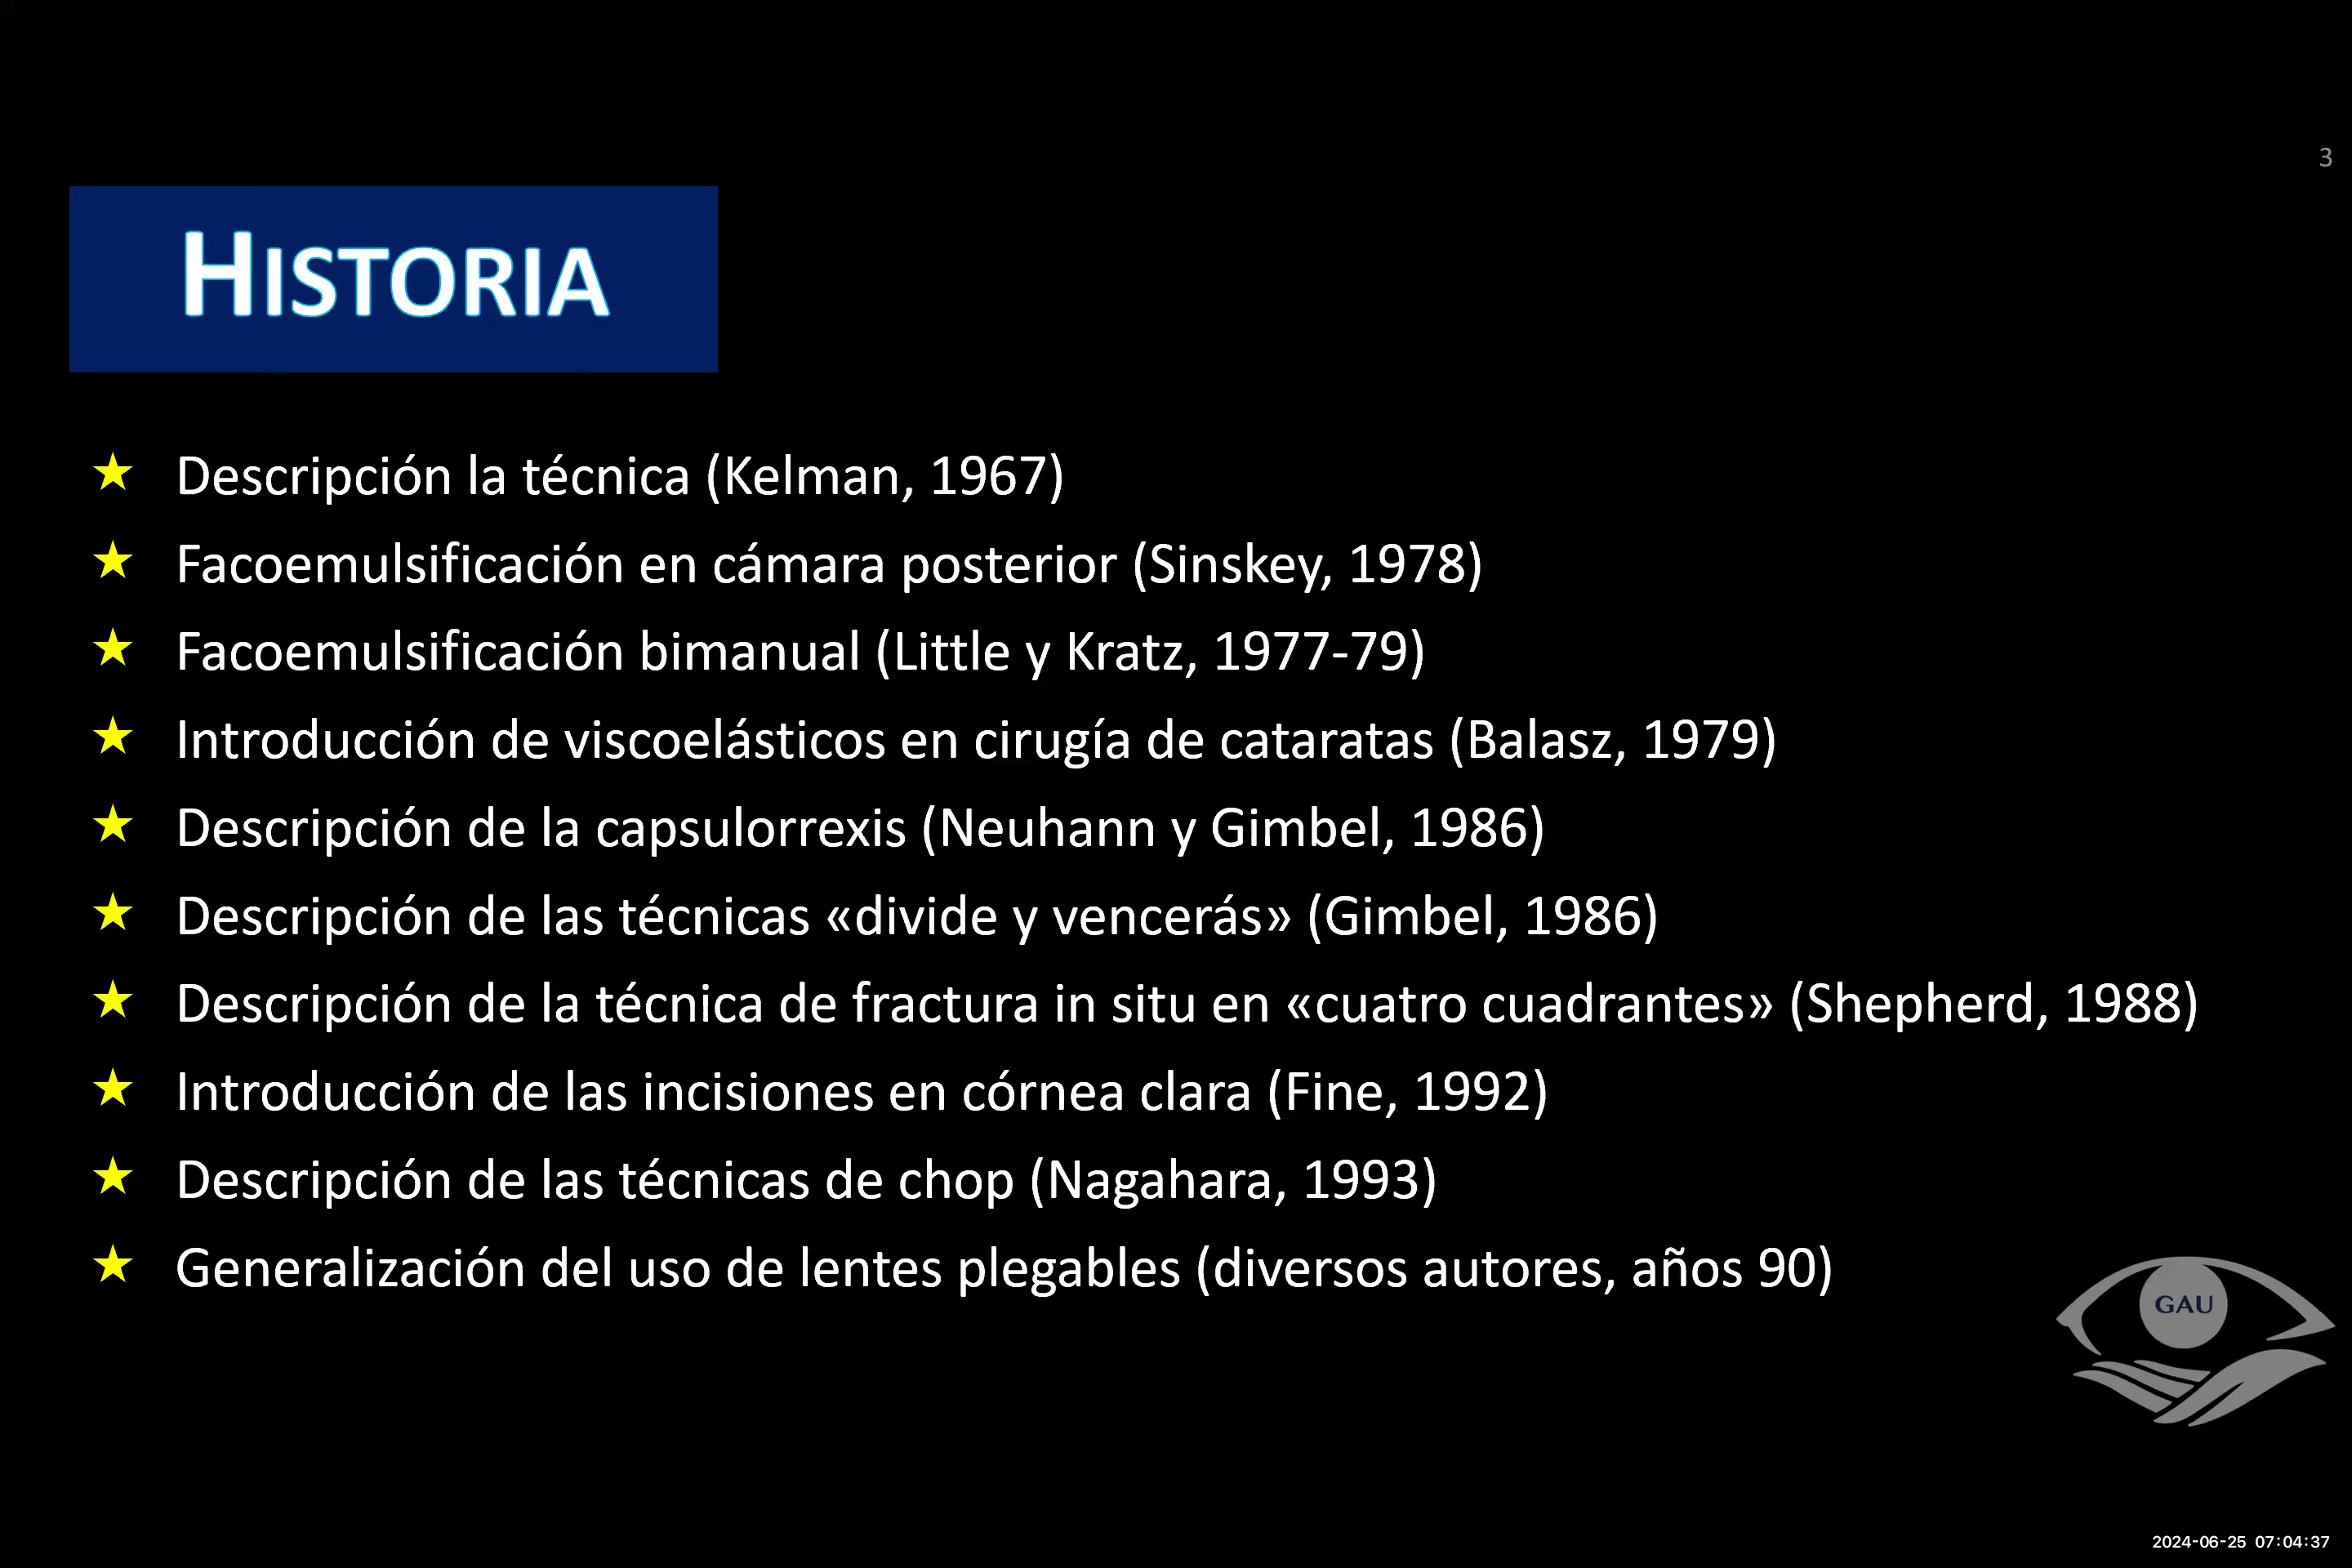 3
HISTORIA
★ Descripción la técnica (Kelman, 1967)
★ Facoemulsificación en cámara posterior (Sinskey, 1978)
★ Facoemulsificación bimanual (Little y Kratz, 1977-79)
★ Introducción de viscoelásticos en cirugía de cataratas (Balasz, 1979)
★ Descripción de la capsulorrexis (Neuhann y Gimbel, 1986)
★ Descripción de las técnicas «divide y vencerás» (Gimbel, 1986)
★ Descripción de la técnica de fractura in situ en «cuatro cuadrantes» (Shepherd, 1988)
★ Introducción de las incisiones en córnea clara (Fine, 1992)
★ Descripción de las técnicas de chop (Nagahara, 1993)
★ Generalización del uso de lentes plegables (diversos autores, años 90)
GAU
2024-06-25 07:04:37